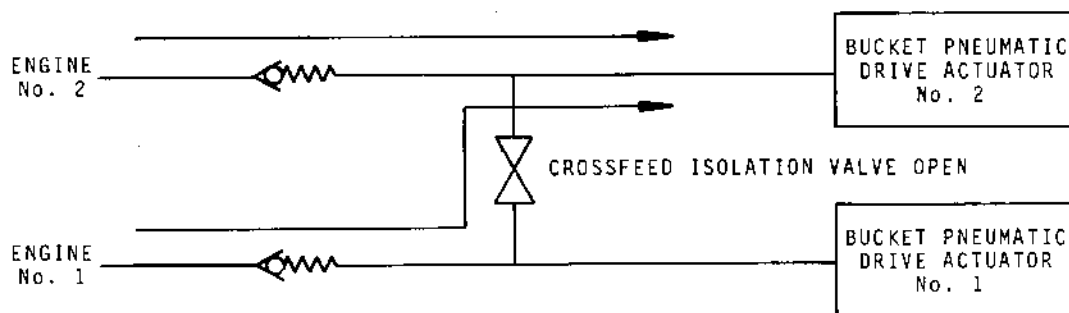 ENGINE
No. 2
BUCKET PNEUMATIC
DRIVE ACTUATOR
No. 2
CROSSFEED ISOLATION VALVE OPEN
ENGINE
No. 1
BUCKET PNEUMATIC
DRIVE ACTUATOR
No. 1